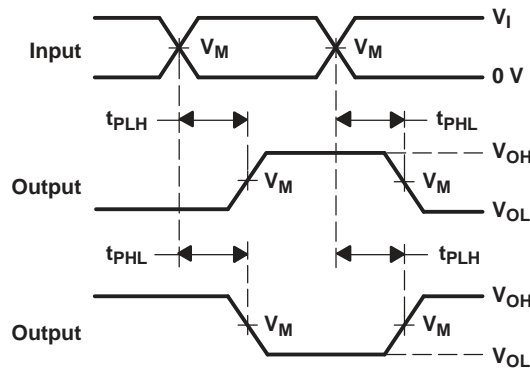 V_I
Input V_M V_M
0 V
t_PLH t_PHL
V_OH
Output V_M V_M
V_OL
t_PHL t_PLH
V_OH
Output V_M V_M
V_OL